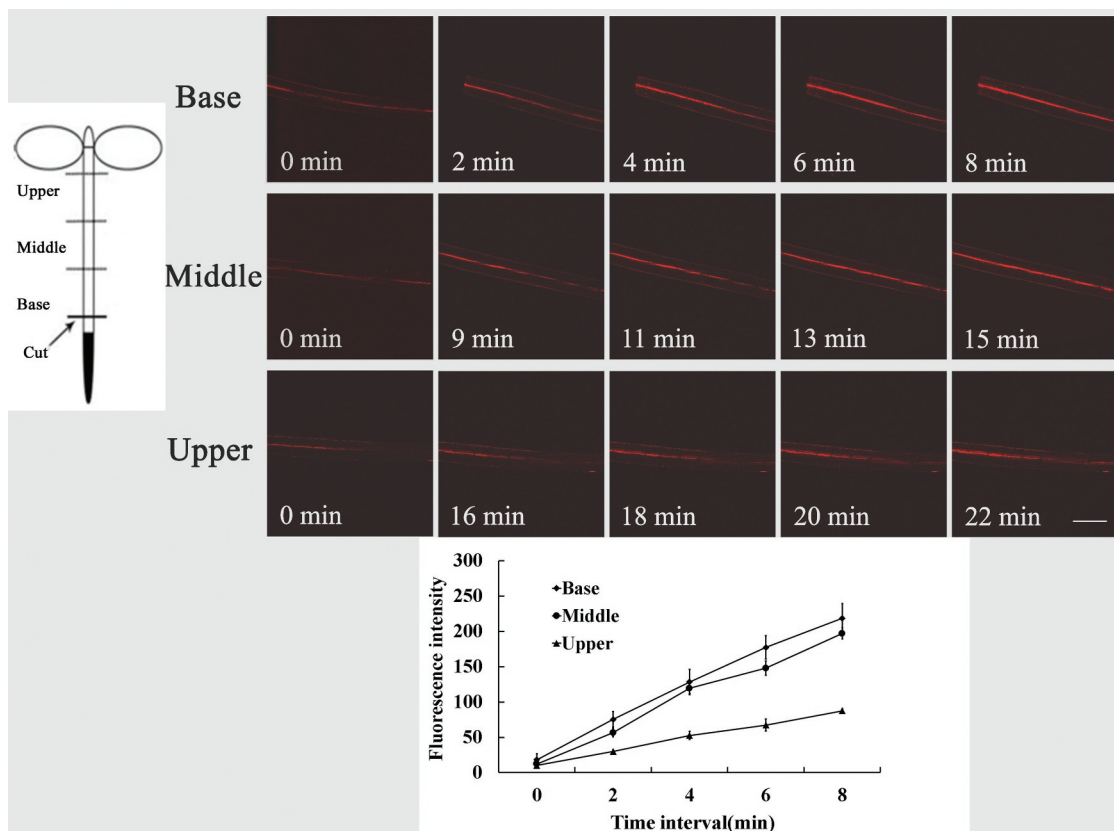 Base
0 min
2 min
4 min
6 min
8 min
Upper
Middle
Base
Cut
Middle
0 min
9 min
11 min
13 min
15 min
Upper
0 min
16 min
18 min
20 min
22 min
300
250
200
150
100
50
0
Fluorescence intensity
Base
Middle
Upper
0
2
4
6
8
Time interval(min)